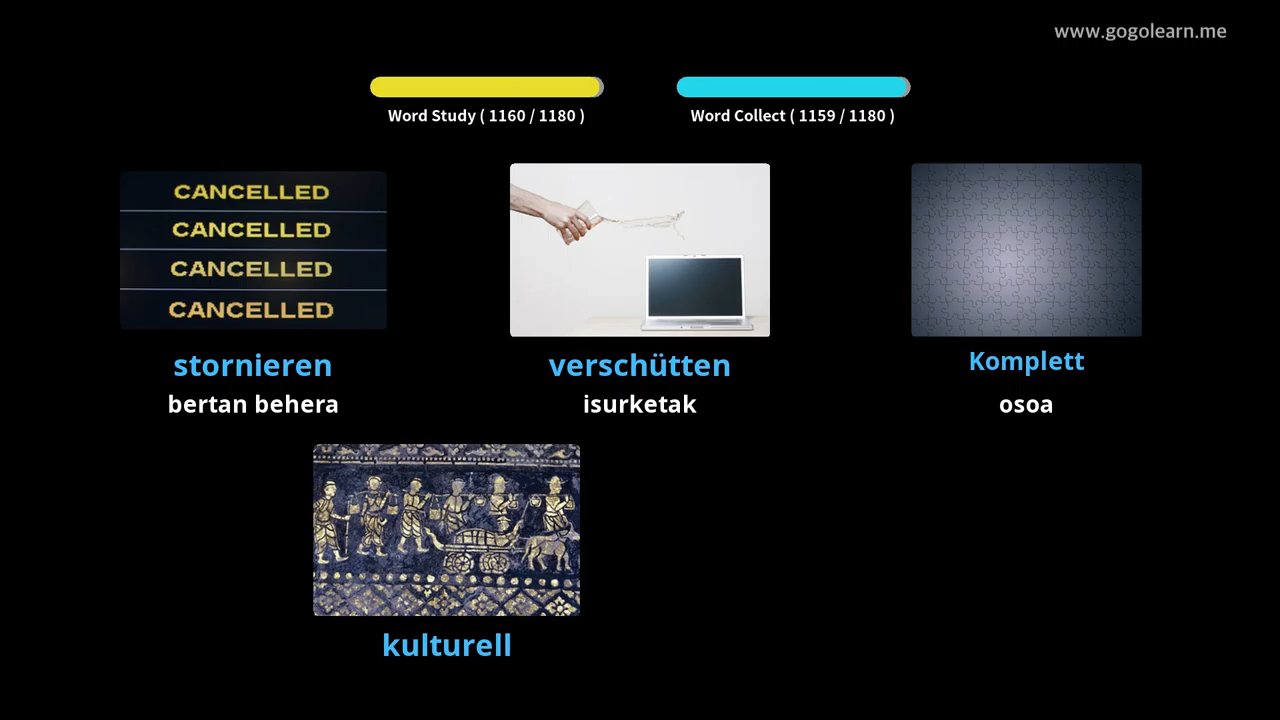 www.gogolearn.me
Word Study ( 1160 / 1180 )
Word Collect ( 1159 / 1180 )
CANCELLED
CANCELLED
CANCELLED
CANCELLED
stornieren
bertan behera
verschütten
isurketak
Komplett
osoa
kulturell